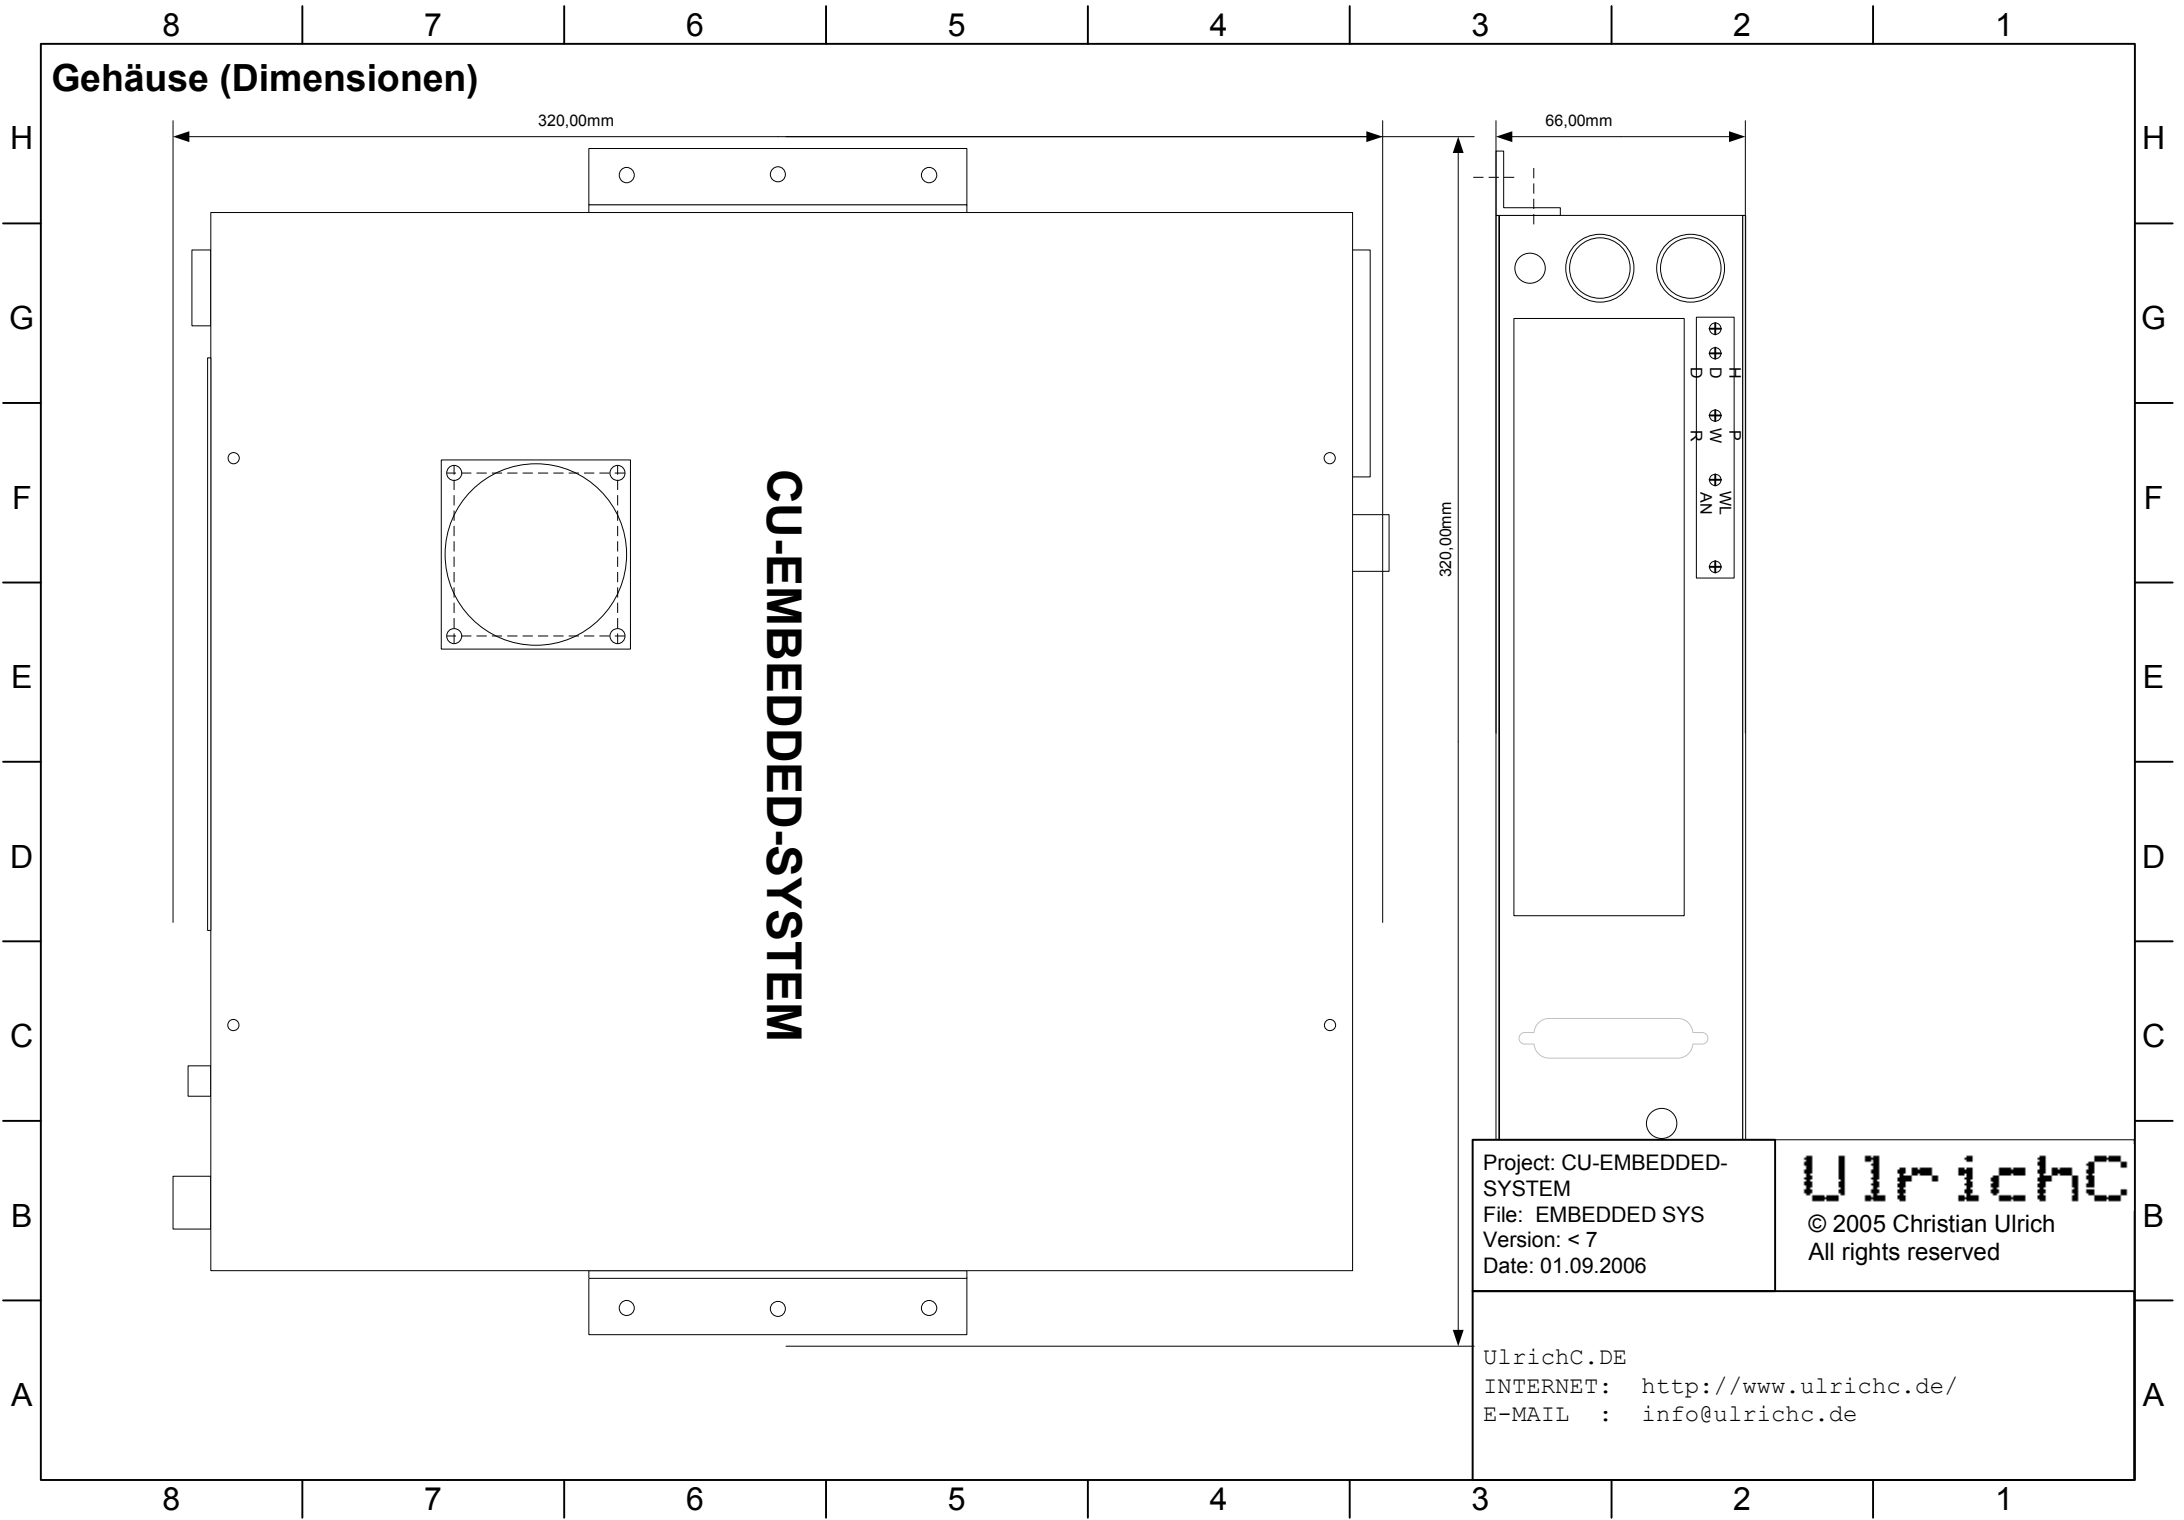 8 7 6 5 4 3 2 1
Gehäuse (Dimensionen)
320,00mm
66,00mm
H H
G G
H
D
D
P
W
R
F F
WL
AN
320,00mm
CU-EMBEDDED-SYSTEM
E E
D D
C C
Project: CU-EMBEDDED-
SYSTEM
File: EMBEDDED SYS
Version: < 7
Date: 01.09.2006
UlrichC
© 2005 Christian Ulrich
All rights reserved
B B
UlrichC.DE
INTERNET: http://www.ulrichc.de/
E-MAIL : info@ulrichc.de
A A
8 7 6 5 4 3 2 1